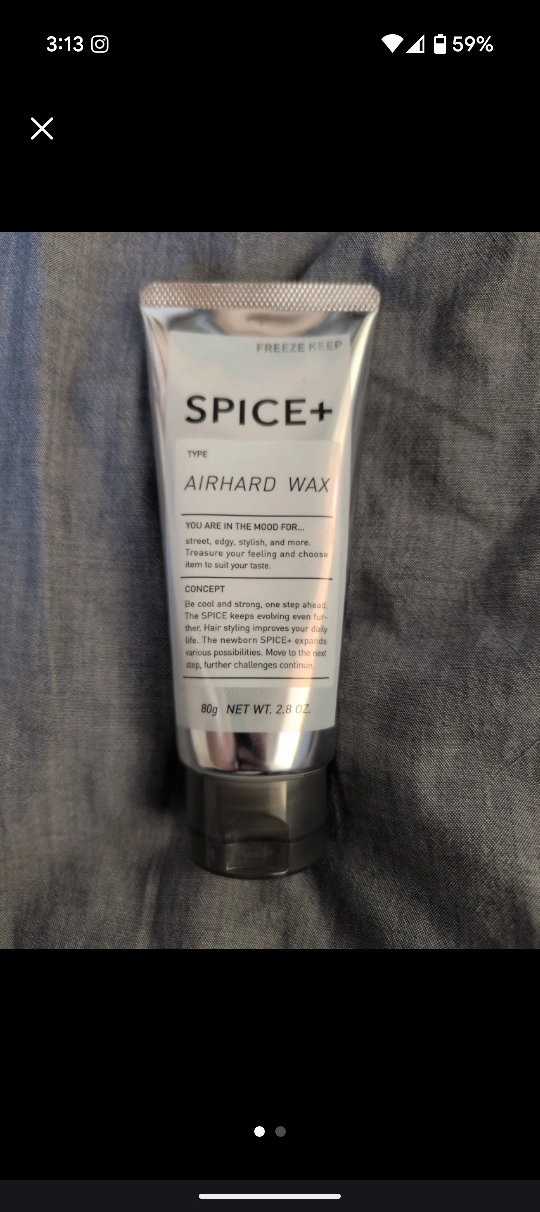 3:13
59%
FREEZE KEEP
SPICE+
TYPE
AIRHARD WAX
YOU ARE IN THE MOOD FOR...
street, edgy, stylish, and more.
Treasure your feeling and choose
item to suit your taste.
CONCEPT
Be cool and strong, one step ahead.
The SPICE keeps evolving even fur-
ther. Hair styling improves your daily
life. The newborn SPICE+ expands
various possibilities. Move to the next
step, further challenges continue.
80g NET WT. 2.8 OZ.